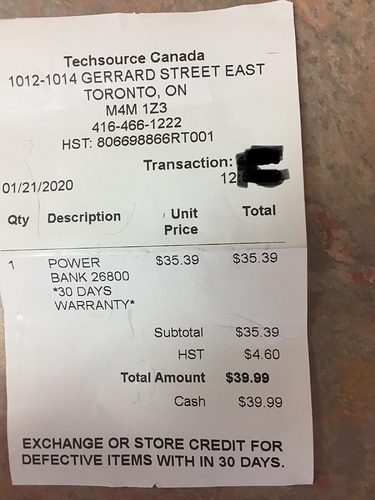 Techsource Canada
1012-1014 GERRARD STREET EAST
TORONTO, ON
M4M 1Z3
416-466-1222
HST: 806698866RT001
Transaction:
12
01/21/2020
Qty Description Unit Price Total
1 POWER $35.39 $35.39
BANK 26800
*30 DAYS
WARRANTY*
Subtotal $35.39
HST $4.60
Total Amount $39.99
Cash $39.99
EXCHANGE OR STORE CREDIT FOR
DEFECTIVE ITEMS WITH IN 30 DAYS.